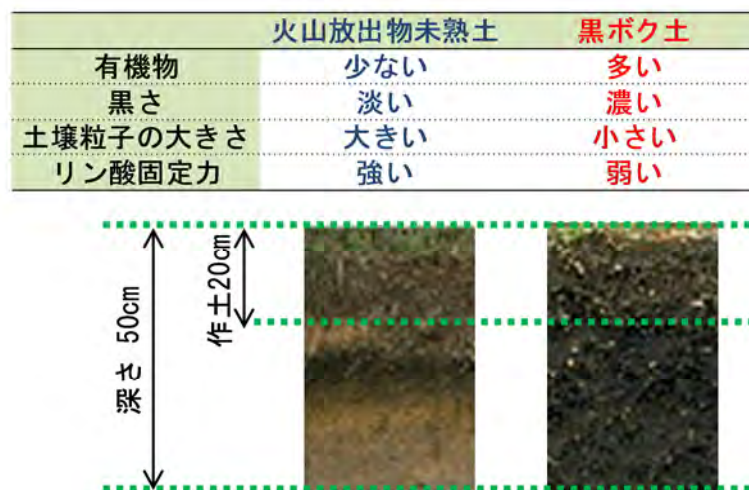 火山放出物未熟土 黒ボク土
有機物 少ない 多い
黒さ 淡い 濃い
土壌粒子の大きさ 大きい 小さい
リン酸固定力 強い 弱い
深さ 50cm
作土20cm